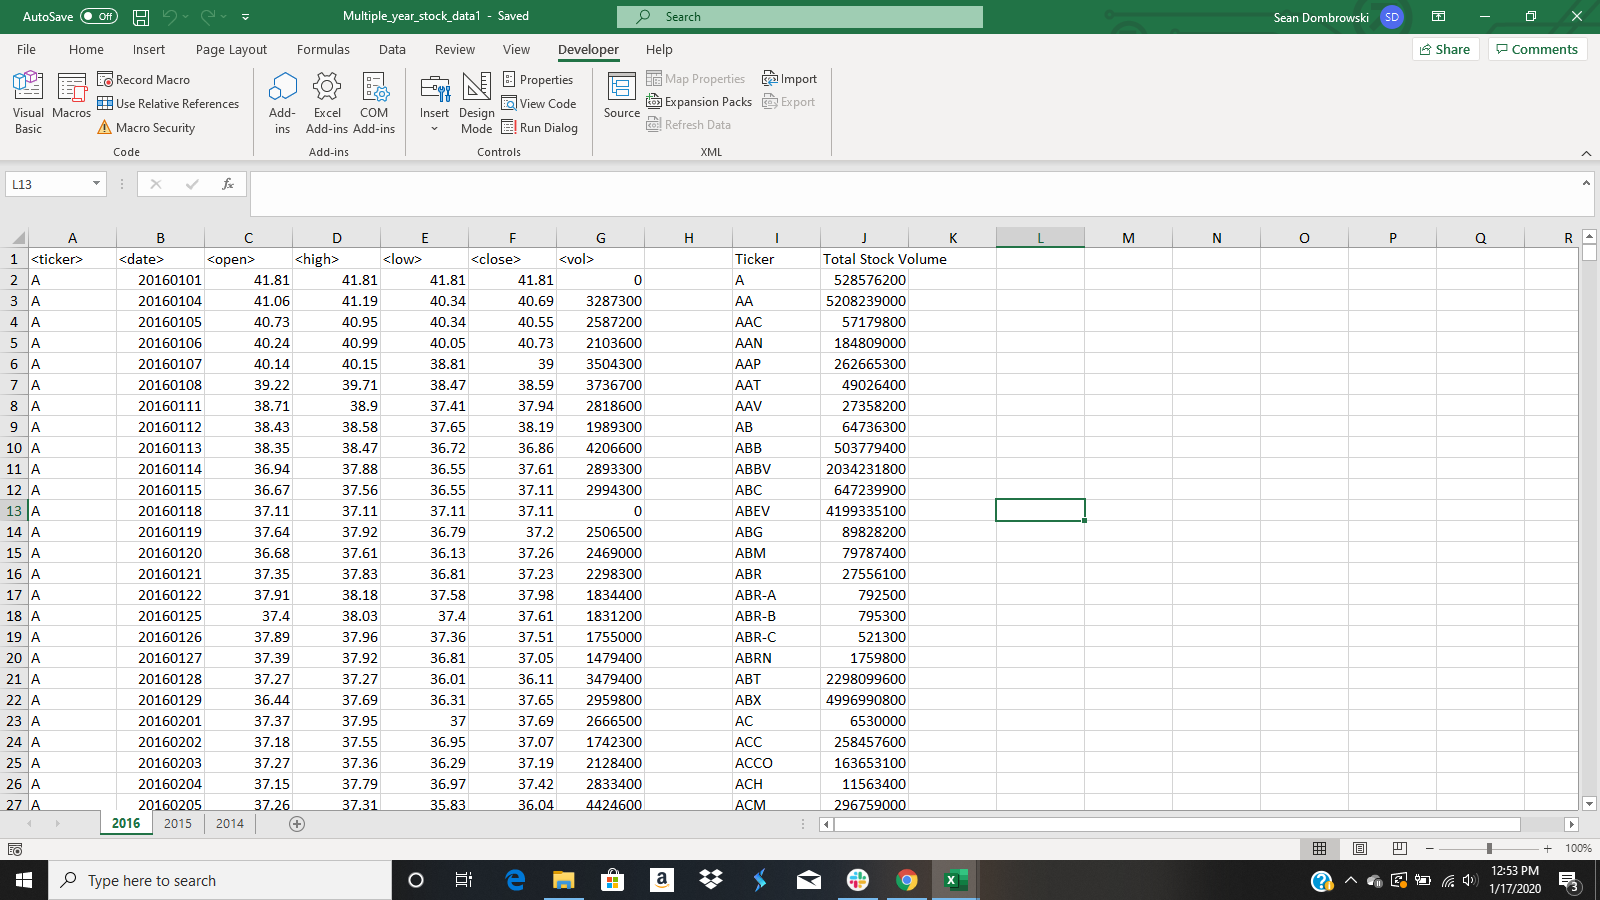 AutoSave Off Multiple_year_stock_data1 - Saved Search Sean Dombrowski SD
File Home Insert Page Layout Formulas Data Review View Developer Help Share Comments
Visual Basic Macros Record Macro Use Relative References Macro Security Code
Add-ins Excel Add-ins COM Add-ins Add-ins
Insert Design Mode Properties View Code Run Dialog Controls
Source Map Properties Expansion Packs Refresh Data Import Export XML
L13 fx
A B C D E F G H I J K L M N O P Q R
1 <ticker> <date> <open> <high> <low> <close> <vol> Ticker Total Stock Volume
2 A 20160101 41.81 41.81 41.81 41.81 0 A 528576200
3 A 20160104 41.06 41.19 40.34 40.69 3287300 AA 5208239000
4 A 20160105 40.73 40.95 40.34 40.55 2587200 AAC 57179800
5 A 20160106 40.24 40.99 40.05 40.73 2103600 AAN 184809000
6 A 20160107 40.14 40.15 38.81 39 3504300 AAP 262665300
7 A 20160108 39.22 39.71 38.47 38.59 3736700 AAT 49026400
8 A 20160111 38.71 38.9 37.41 37.94 2818600 AAV 27358200
9 A 20160112 38.43 38.58 37.65 38.19 1989300 AB 64736300
10 A 20160113 38.35 38.47 36.72 36.86 4206600 ABB 503779400
11 A 20160114 36.94 37.88 36.55 37.61 2893300 ABBV 2034231800
12 A 20160115 36.67 37.56 36.55 37.11 2994300 ABC 647239900
13 A 20160118 37.11 37.11 37.11 37.11 0 ABEV 4199335100
14 A 20160119 37.64 37.92 36.79 37.2 2506500 ABG 89828200
15 A 20160120 36.68 37.61 36.13 37.26 2469000 ABM 79787400
16 A 20160121 37.35 37.83 36.81 37.23 2298300 ABR 27556100
17 A 20160122 37.91 38.18 37.58 37.98 1834400 ABR-A 792500
18 A 20160125 37.4 38.03 37.4 37.61 1831200 ABR-B 795300
19 A 20160126 37.89 37.96 37.36 37.51 1755000 ABR-C 521300
20 A 20160127 37.39 37.92 36.81 37.05 1479400 ABRN 1759800
21 A 20160128 37.27 37.27 36.01 36.11 3479400 ABT 2298099600
22 A 20160129 36.44 37.69 36.31 37.65 2959800 ABX 4996990800
23 A 20160201 37.37 37.95 37 37.69 2666500 AC 6530000
24 A 20160202 37.18 37.55 36.95 37.07 1742300 ACC 258457600
25 A 20160203 37.27 37.36 36.29 37.19 2128400 ACCO 163653100
26 A 20160204 37.15 37.79 36.97 37.42 2833400 ACH 11563400
27 A 20160205 37.26 37.31 35.83 36.04 4424600 ACM 296759000
2016 2015 2014
100%
Type here to search 12:53 PM
1/17/2020 3